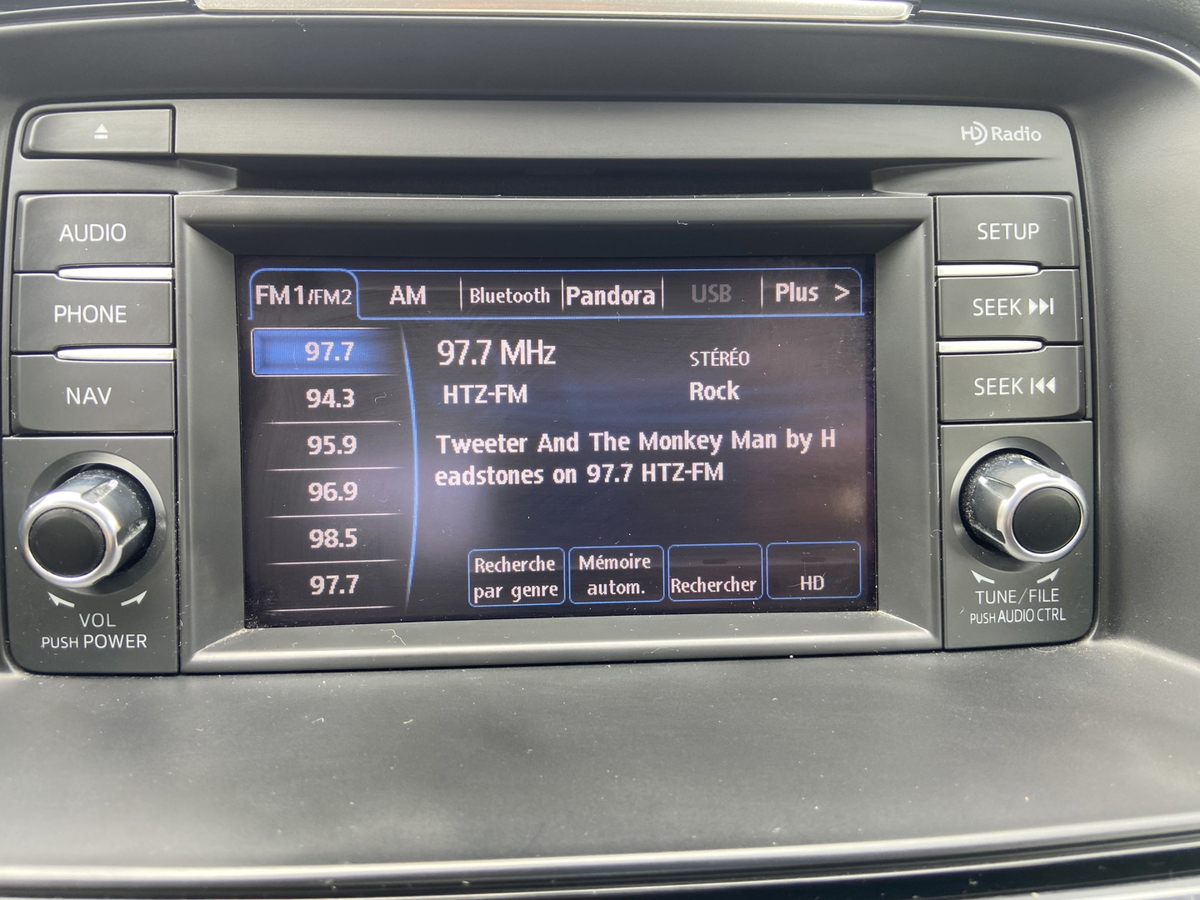 HD Radio
AUDIO
PHONE
NAV
VOL
PUSH POWER
FM1/FM2 AM Bluetooth Pandora USB Plus >
97.7
94.3
95.9
96.9
98.5
97.7
97.7 MHz STÉRÉO
HTZ-FM Rock
Tweeter And The Monkey Man by H
eadstones on 97.7 HTZ-FM
Recherche
par genre
Mémoire
autom.
Rechercher
HD
SETUP
SEEK
SEEK
TUNE/FILE
PUSH AUDIO CTRL